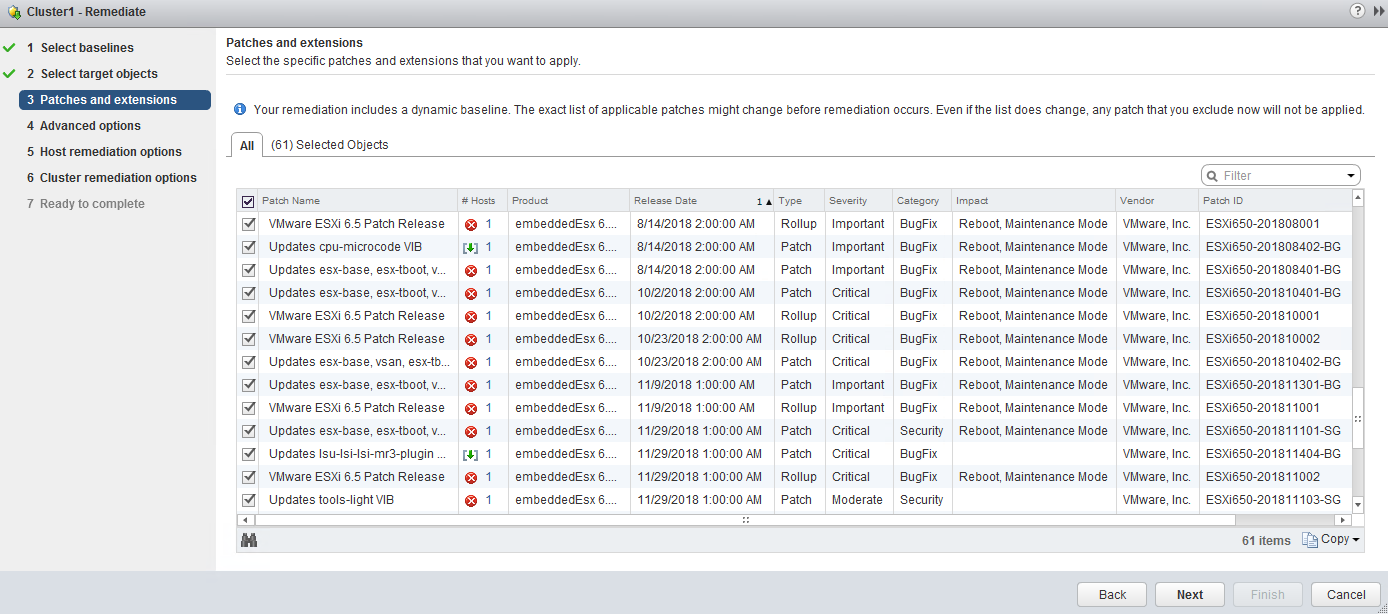 Cluster1 - Remediate
1 Select baselines
2 Select target objects
3 Patches and extensions
4 Advanced options
5 Host remediation options
6 Cluster remediation options
7 Ready to complete
Patches and extensions
Select the specific patches and extensions that you want to apply.
Your remediation includes a dynamic baseline. The exact list of applicable patches might change before remediation occurs. Even if the list does change, any patch that you exclude now will not be applied.
All (61) Selected Objects
Filter
Patch Name # Hosts Product Release Date 1 ▲ Type Severity Category Impact Vendor Patch ID
VMware ESXi 6.5 Patch Release 1 embeddedEsx 6.... 8/14/2018 2:00:00 AM Rollup Important BugFix Reboot, Maintenance Mode VMware, Inc. ESXi650-201808001
Updates cpu-microcode VIB 1 embeddedEsx 6.... 8/14/2018 2:00:00 AM Patch Important BugFix Reboot, Maintenance Mode VMware, Inc. ESXi650-201808402-BG
Updates esx-base, esx-tboot, v... 1 embeddedEsx 6.... 8/14/2018 2:00:00 AM Patch Important BugFix Reboot, Maintenance Mode VMware, Inc. ESXi650-201808401-BG
Updates esx-base, esx-tboot, v... 1 embeddedEsx 6.... 10/2/2018 2:00:00 AM Patch Critical BugFix Reboot, Maintenance Mode VMware, Inc. ESXi650-201810401-BG
VMware ESXi 6.5 Patch Release 1 embeddedEsx 6.... 10/2/2018 2:00:00 AM Rollup Critical BugFix Reboot, Maintenance Mode VMware, Inc. ESXi650-201810001
VMware ESXi 6.5 Patch Release 1 embeddedEsx 6.... 10/23/2018 2:00:00 AM Rollup Critical BugFix Reboot, Maintenance Mode VMware, Inc. ESXi650-201810002
Updates esx-base, vsan, esx-tb... 1 embeddedEsx 6.... 10/23/2018 2:00:00 AM Patch Critical BugFix Reboot, Maintenance Mode VMware, Inc. ESXi650-201810402-BG
Updates esx-base, esx-tboot, v... 1 embeddedEsx 6.... 11/9/2018 1:00:00 AM Patch Important BugFix Reboot, Maintenance Mode VMware, Inc. ESXi650-201811301-BG
VMware ESXi 6.5 Patch Release 1 embeddedEsx 6.... 11/9/2018 1:00:00 AM Rollup Important BugFix Reboot, Maintenance Mode VMware, Inc. ESXi650-201811001
Updates esx-base, esx-tboot, v... 1 embeddedEsx 6.... 11/29/2018 1:00:00 AM Patch Critical Security Reboot, Maintenance Mode VMware, Inc. ESXi650-201811101-SG
Updates lsu-lsi-lsi-mr3-plugin ... 1 embeddedEsx 6.... 11/29/2018 1:00:00 AM Patch Critical BugFix VMware, Inc. ESXi650-201811404-BG
VMware ESXi 6.5 Patch Release 1 embeddedEsx 6.... 11/29/2018 1:00:00 AM Rollup Critical BugFix Reboot, Maintenance Mode VMware, Inc. ESXi650-201811002
Updates tools-light VIB 1 embeddedEsx 6.... 11/29/2018 1:00:00 AM Patch Moderate Security VMware, Inc. ESXi650-201811103-SG
61 items Copy
Back Next Finish Cancel